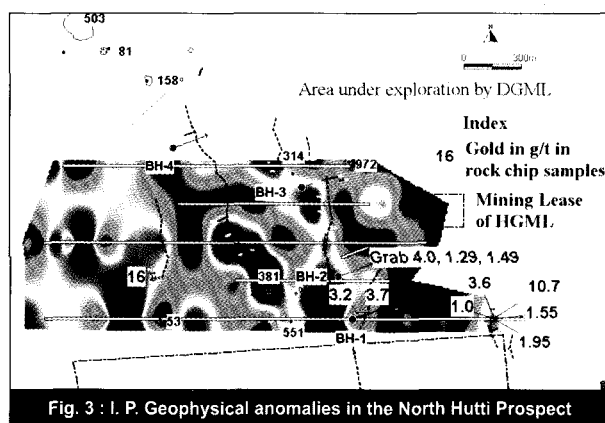 503
81
158
N
0 300m
Area under exploration by DGML
Index
16 Gold in g/t in
rock chip samples
Mining Lease
of HGML
314
BH-4
972
BH-3
Grab 4.0, 1.29, 1.49
16
381
BH-2
3.2
3.7
3.6
10.7
1.0
1.55
53
551
BH-1
1.95
Fig. 3 : I. P. Geophysical anomalies in the North Hutti Prospect